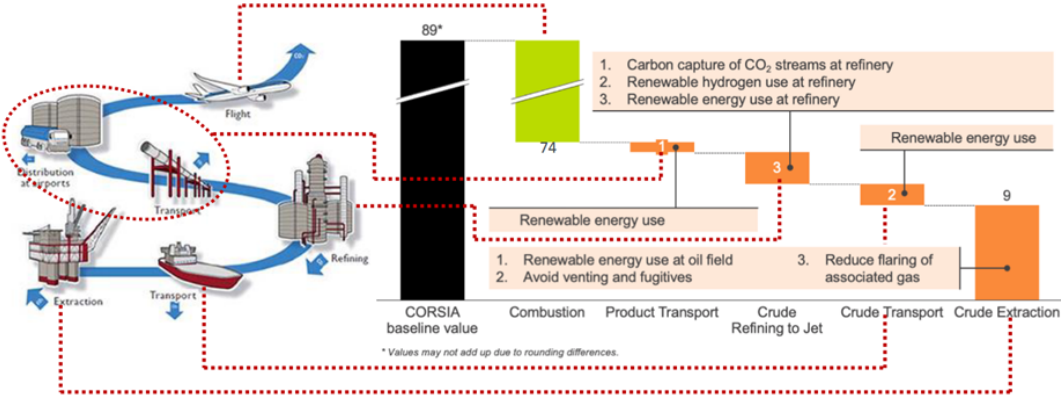 CO₂
Flight
Distribution
at airports
Transport
Refining
Extraction
Transport
89*
74
1
3
2
9
1. Carbon capture of CO₂ streams at refinery
2. Renewable hydrogen use at refinery
3. Renewable energy use at refinery
Renewable energy use
Renewable energy use
1. Renewable energy use at oil field
2. Avoid venting and fugitives
3. Reduce flaring of
associated gas
CORSIA
baseline value
Combustion
Product Transport
Crude
Refining to Jet
Crude Transport
Crude Extraction
* Values may not add up due to rounding differences.